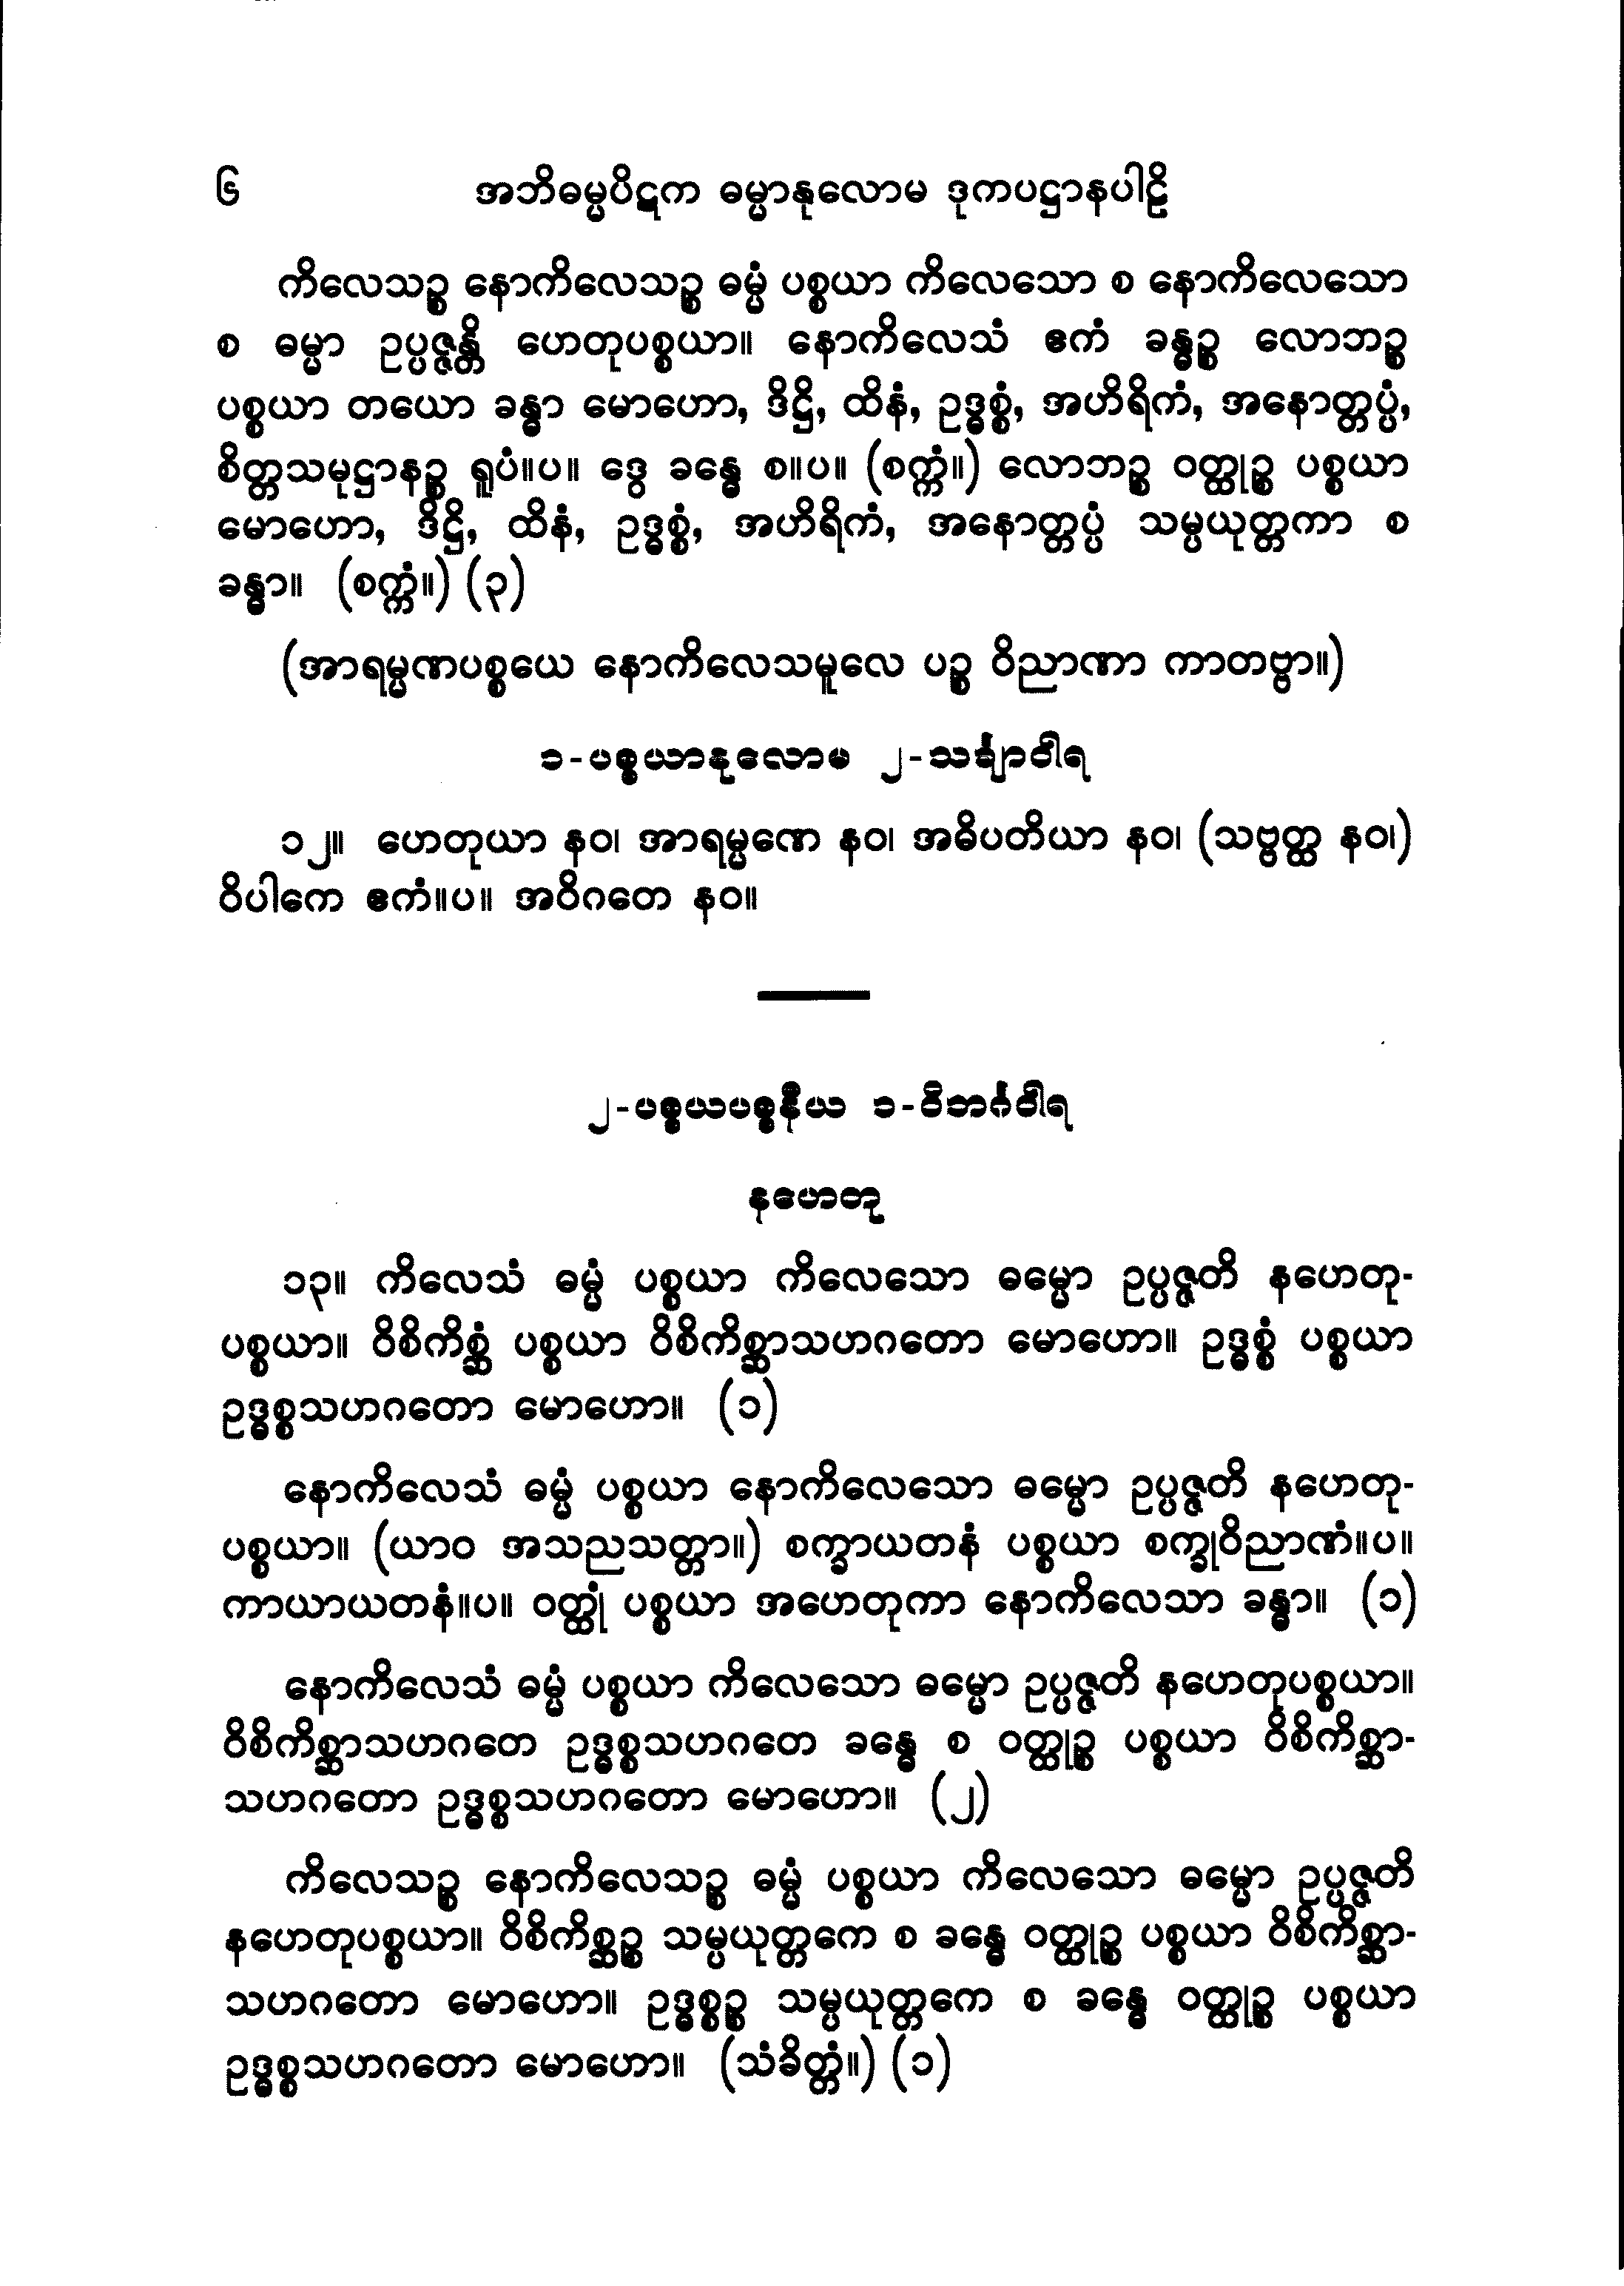 ၆ အဘိဓမ္မပိဋက ဓမ္မာနုလောမ ဒုကပဋ္ဌာနပါဠိ
ကိလေသဉ္စ နောကိလေသဉ္စ ဓမ္မံ ပစ္စယာ ကိလေသော စ နောကိလေသော
စ ဓမ္မာ ဥပ္ပဇ္ဇန္တိ ဟေတုပစ္စယာ။ နောကိလေသံ ဧကံ ခန္ဓဉ္စ လောဘဉ္စ
ပစ္စယာ တယော ခန္ဓာ မောဟော, ဒိဋ္ဌိ, ထိနံ, ဥဒ္ဓစ္စံ, အဟိရိကံ, အနောတ္တပ္ပံ,
စိတ္တသမုဋ္ဌာနဉ္စ ရူပံ။ပ။ ဒွေ ခန္ဓေ စ။ပ။ (စက္ကံ။) လောဘဉ္စ ဝတ္ထုဉ္စ ပစ္စယာ
မောဟော, ဒိဋ္ဌိ, ထိနံ, ဥဒ္ဓစ္စံ, အဟိရိကံ, အနောတ္တပ္ပံ သမ္ပယုတ္တကာ စ
ခန္ဓာ။ (စက္ကံ။) (၃)
(အာရမ္မဏပစ္စယေ နောကိလေသမူလေ ပဉ္စ ဝိညာဏာ ကာတဗ္ဗာ။)
၁-ပစ္စယာနုလောမ ၂-သင်္ချာဝါရ
၁၂။ ဟေတုယာ နဝ၊ အာရမ္မဏေ နဝ၊ အဓိပတိယာ နဝ၊ (သဗ္ဗတ္ထ နဝ၊)
ဝိပါကေ ဧကံ။ပ။ အဝိဂတေ နဝ။
၂-ပစ္စယပစ္စနီယ ၁-ဝိဘင်္ဂဝါရ
နဟေတု
၁၃။ ကိလေသံ ဓမ္မံ ပစ္စယာ ကိလေသော ဓမ္မော ဥပ္ပဇ္ဇတိ နဟေတု-
ပစ္စယာ။ ဝိစိကိစ္ဆံ ပစ္စယာ ဝိစိကိစ္ဆာသဟဂတော မောဟော။ ဥဒ္ဓစ္စံ ပစ္စယာ
ဥဒ္ဓစ္စသဟဂတော မောဟော။ (၁)
နောကိလေသံ ဓမ္မံ ပစ္စယာ နောကိလေသော ဓမ္မော ဥပ္ပဇ္ဇတိ နဟေတု-
ပစ္စယာ။ (ယာဝ အသညသတ္တာ။) စက္ခာယတနံ ပစ္စယာ စက္ခုဝိညာဏံ။ပ။
ကာယာယတနံ။ပ။ ဝတ္ထုံ ပစ္စယာ အဟေတုကာ နောကိလေသာ ခန္ဓာ။ (၁)
နောကိလေသံ ဓမ္မံ ပစ္စယာ ကိလေသော ဓမ္မော ဥပ္ပဇ္ဇတိ နဟေတုပစ္စယာ။
ဝိစိကိစ္ဆာသဟဂတေ ဥဒ္ဓစ္စသဟဂတေ ခန္ဓေ စ ဝတ္ထုဉ္စ ပစ္စယာ ဝိစိကိစ္ဆာ-
သဟဂတော ဥဒ္ဓစ္စသဟဂတော မောဟော။ (၂)
ကိလေသဉ္စ နောကိလေသဉ္စ ဓမ္မံ ပစ္စယာ ကိလေသော ဓမ္မော ဥပ္ပဇ္ဇတိ
နဟေတုပစ္စယာ။ ဝိစိကိစ္ဆဉ္စ သမ္ပယုတ္တကေ စ ခန္ဓေ ဝတ္ထုဉ္စ ပစ္စယာ ဝိစိကိစ္ဆာ-
သဟဂတော မောဟော။ ဥဒ္ဓစ္စဉ္စ သမ္ပယုတ္တကေ စ ခန္ဓေ ဝတ္ထုဉ္စ ပစ္စယာ
ဥဒ္ဓစ္စသဟဂတော မောဟော။ (သံခိတ္တံ။) (၁)